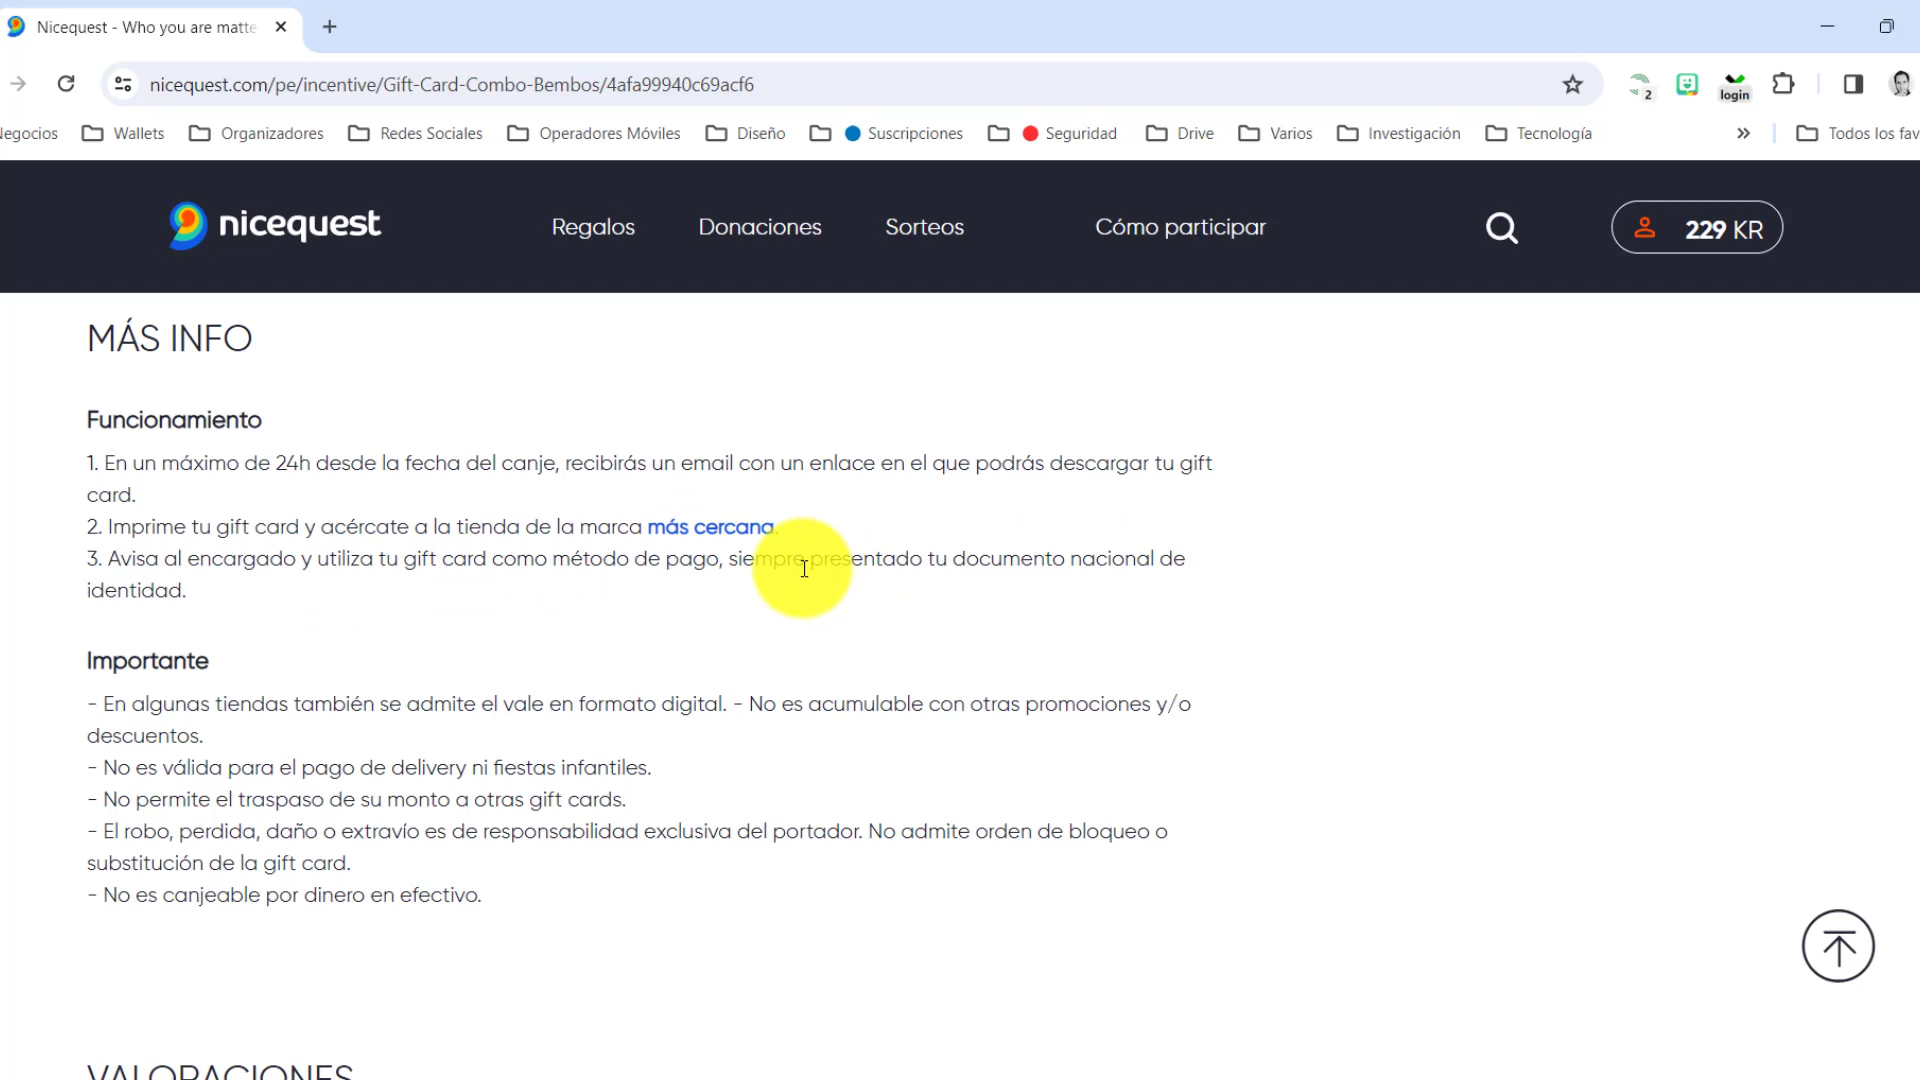 Nicequest - Who you are matte
nicequest.com/pe/incentive/Gift-Card-Combo-Bembos/4afa99940c69acf6
2
login
Negocios Wallets Organizadores Redes Sociales Operadores Móviles Diseño Suscripciones Seguridad Drive Varios Investigación Tecnología » Todos los fav
nicequest Regalos Donaciones Sorteos Cómo participar 229 KR
MÁS INFO
Funcionamiento
1. En un máximo de 24h desde la fecha del canje, recibirás un email con un enlace en el que podrás descargar tu gift
card.
2. Imprime tu gift card y acércate a la tienda de la marca más cercana.
3. Avisa al encargado y utiliza tu gift card como método de pago, siempre presentado tu documento nacional de
identidad.
Importante
- En algunas tiendas también se admite el vale en formato digital. - No es acumulable con otras promociones y/o
descuentos.
- No es válida para el pago de delivery ni fiestas infantiles.
- No permite el traspaso de su monto a otras gift cards.
- El robo, perdida, daño o extravío es de responsabilidad exclusiva del portador. No admite orden de bloqueo o
substitución de la gift card.
- No es canjeable por dinero en efectivo.
VALORACIONES